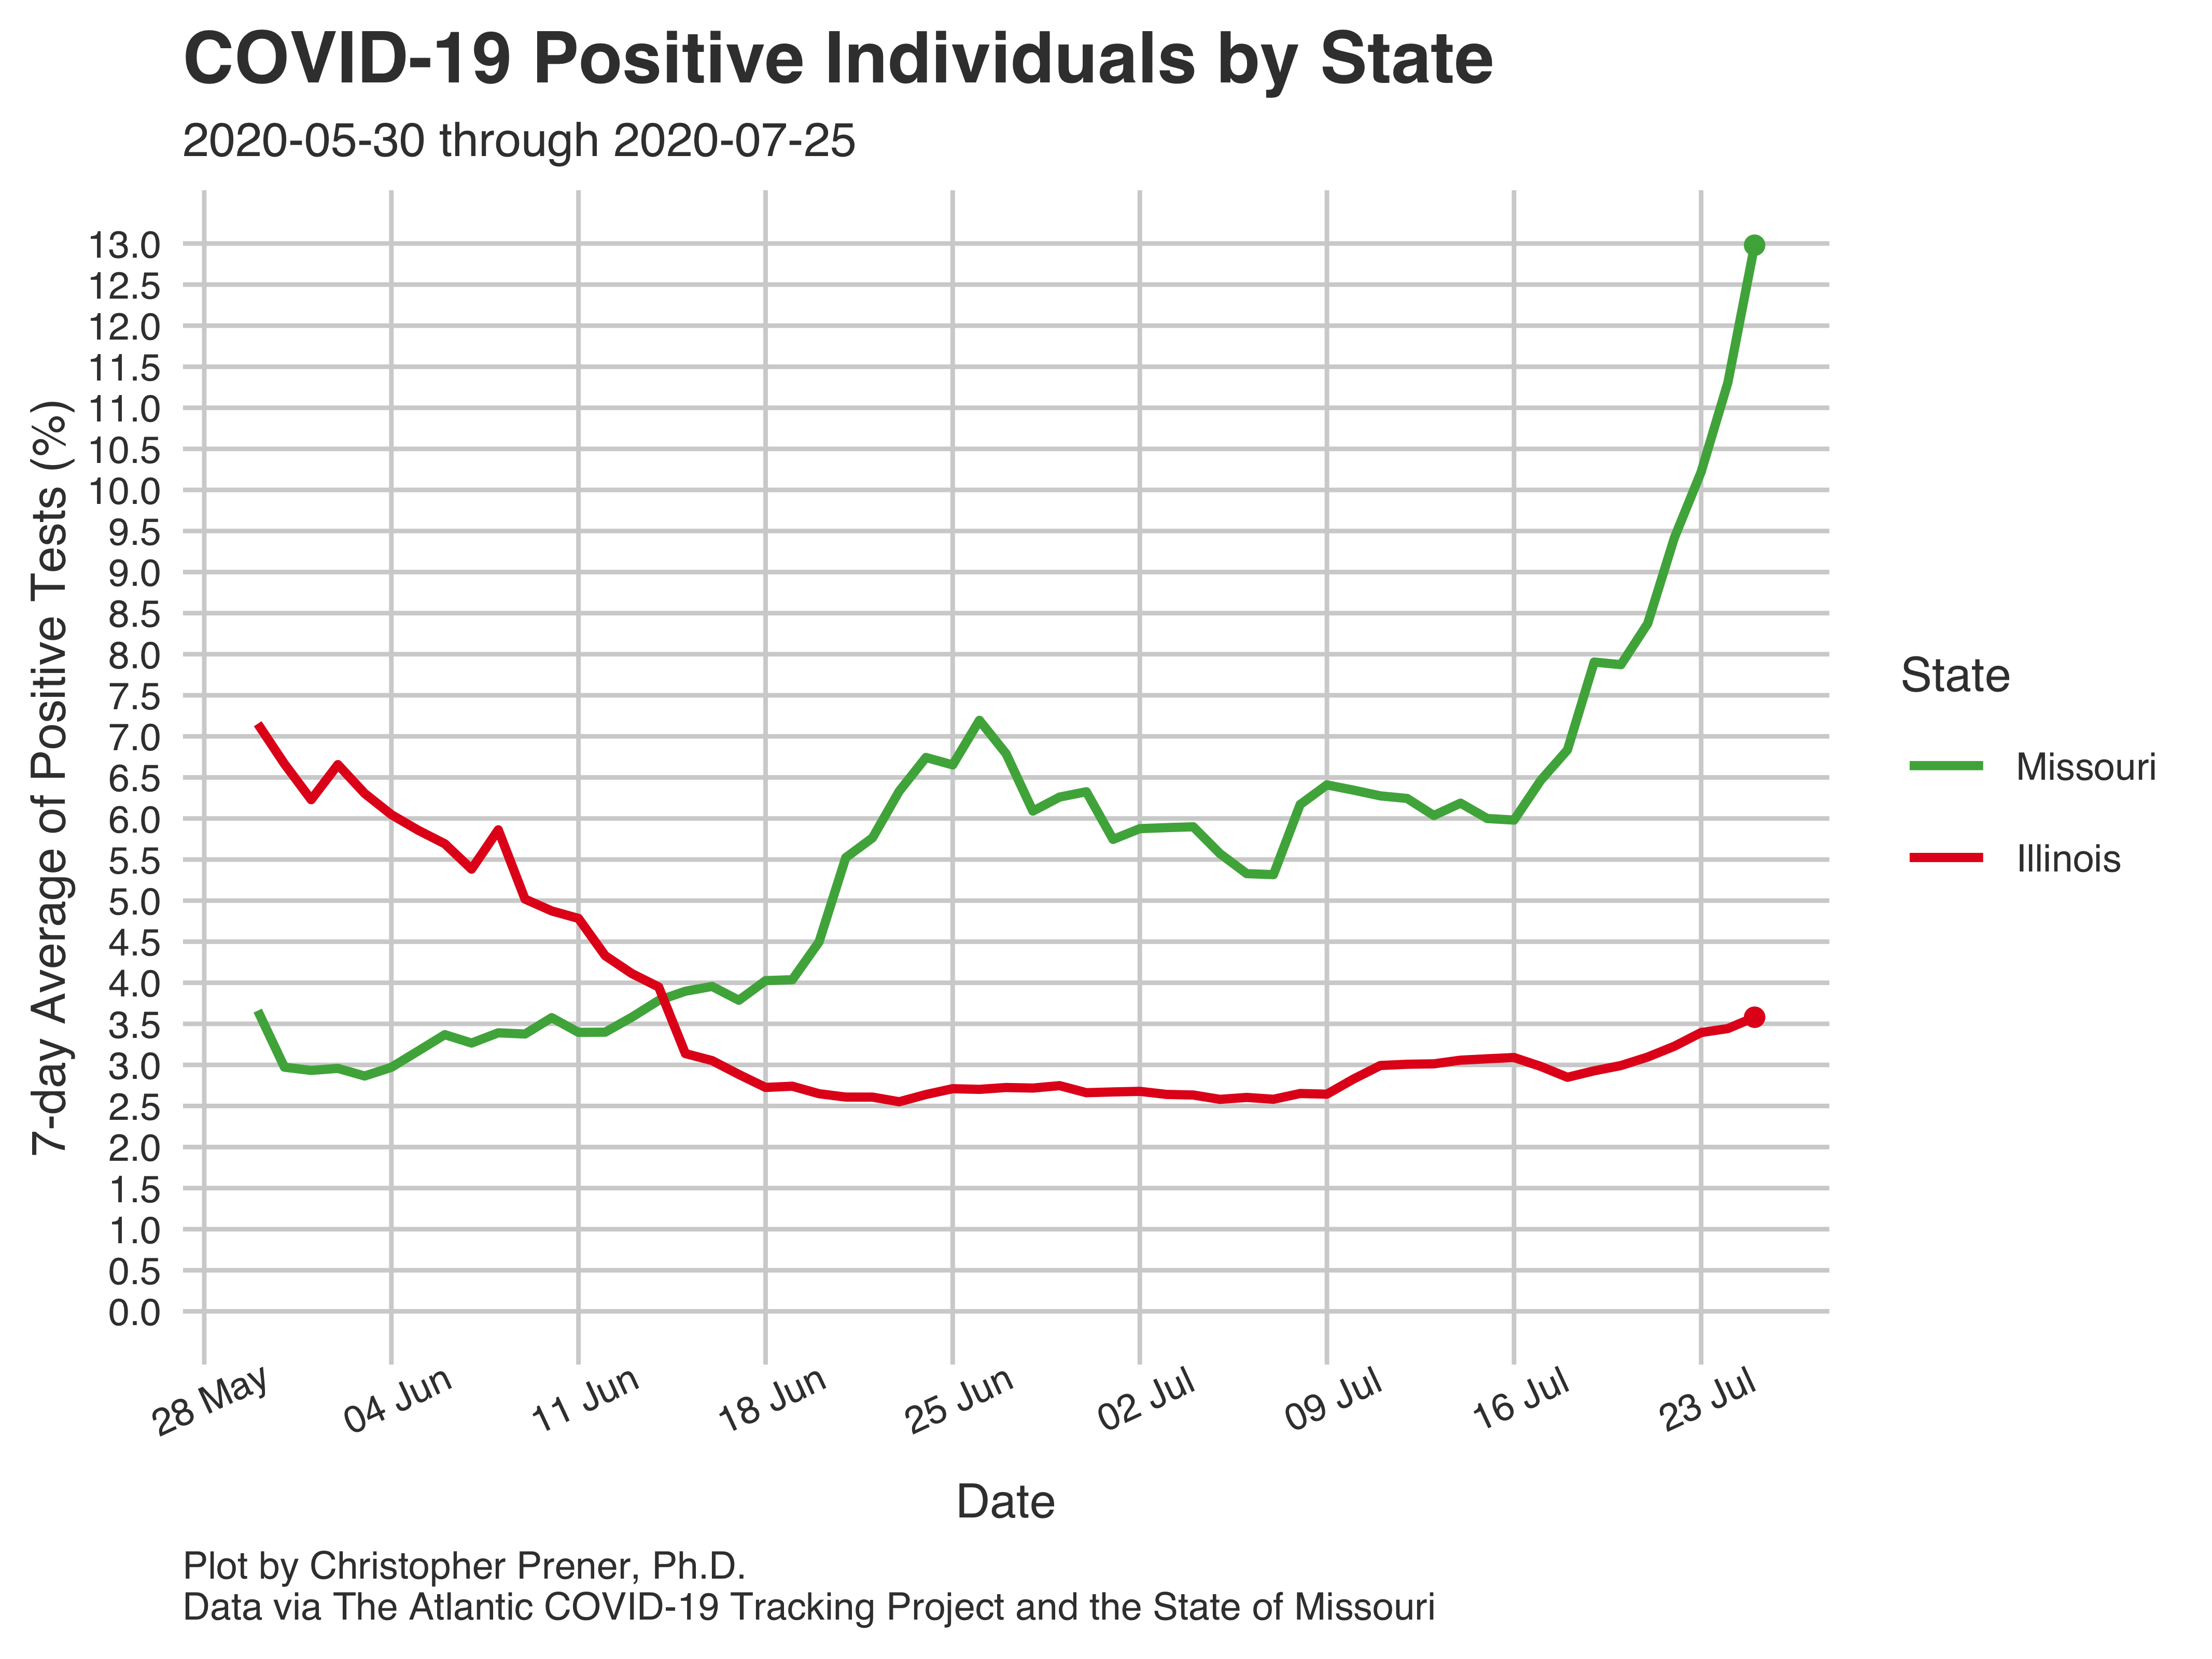 COVID-19 Positive Individuals by State
2020-05-30 through 2020-07-25
7-day Average of Positive Tests (%)
13.0
12.5
12.0
11.5
11.0
10.5
10.0
9.5
9.0
8.5
8.0
7.5
7.0
6.5
6.0
5.5
5.0
4.5
4.0
3.5
3.0
2.5
2.0
1.5
1.0
0.5
0.0
28 May
04 Jun
11 Jun
18 Jun
25 Jun
02 Jul
09 Jul
16 Jul
23 Jul
Date
State
Missouri
Illinois
Plot by Christopher Prener, Ph.D.
Data via The Atlantic COVID-19 Tracking Project and the State of Missouri